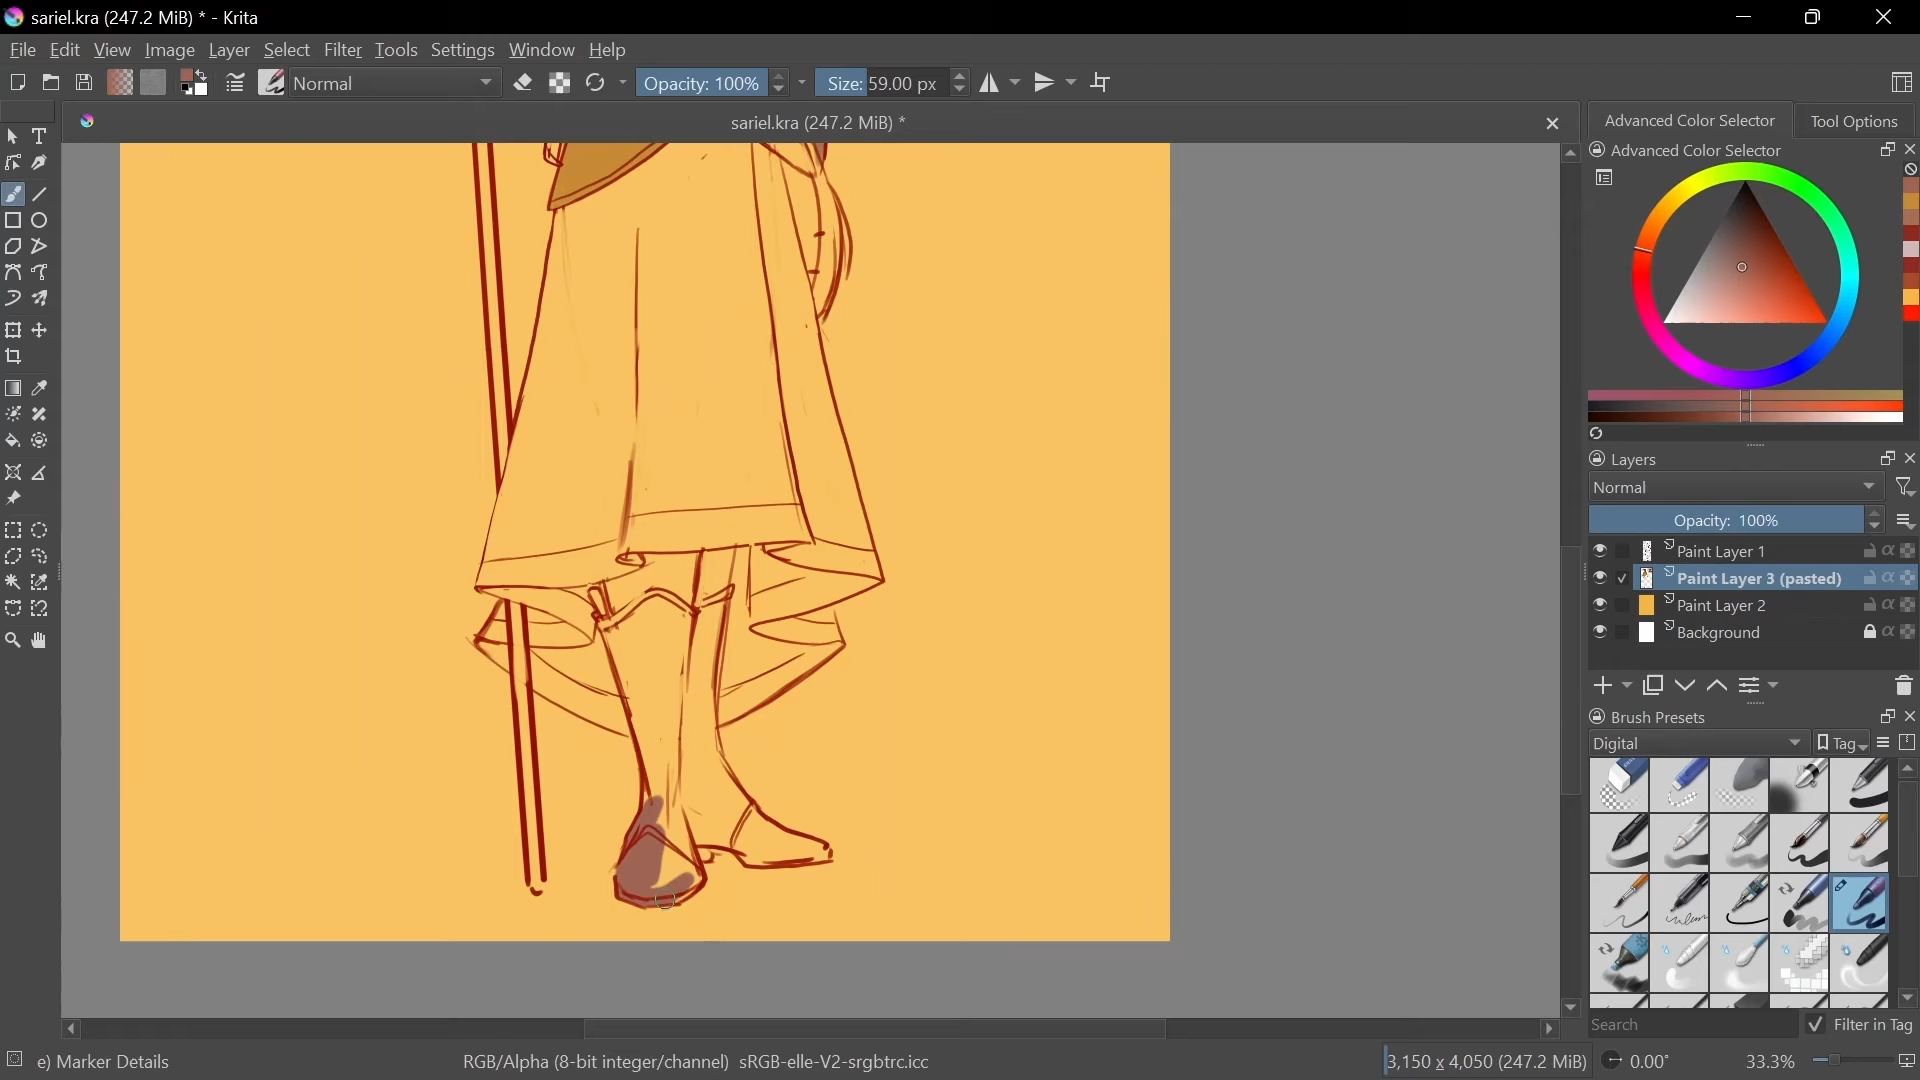 sariel.kra (247.2 MiB) * - Krita
File Edit View Image Layer Select Filter Tools Settings Window Help
Normal
Opacity: 100%
Size: 59.00 px
sariel.kra (247.2 MiB) *
Advanced Color Selector
Tool Options
Advanced Color Selector
Layers
Normal
Opacity: 100%
Paint Layer 1
Paint Layer 3 (pasted)
Paint Layer 2
Background
Brush Presets
Digital
Tag
Search
Filter in Tag
e) Marker Details
RGB/Alpha (8-bit integer/channel) sRGB-elle-V2-srgbtrc.icc
3,150 x 4,050 (247.2 MiB)
0.00°
33.3%